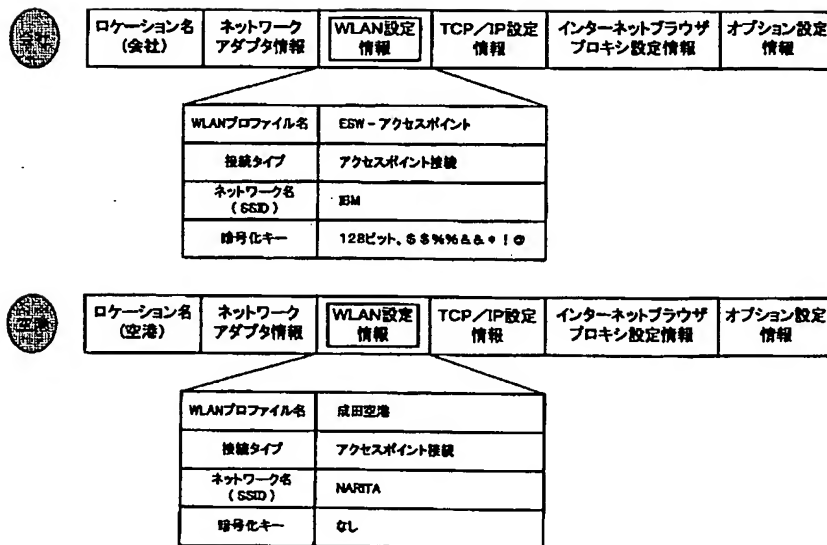 会社
ロケーション名
(会社)
ネットワーク
アダプタ情報
WLAN設定
情報
TCP/IP設定
情報
インターネットブラウザ
プロキシ設定情報
オプション設定
情報
WLANプロファイル名
ESW-アクセスポイント
接続タイプ
アクセスポイント接続
ネットワーク名
(SSID)
IBM
暗号化キー
128ビット、$$%%&&*!@
空港
ロケーション名
(空港)
ネットワーク
アダプタ情報
WLAN設定
情報
TCP/IP設定
情報
インターネットブラウザ
プロキシ設定情報
オプション設定
情報
WLANプロファイル名
成田空港
接続タイプ
アクセスポイント接続
ネットワーク名
(SSID)
NARITA
暗号化キー
なし